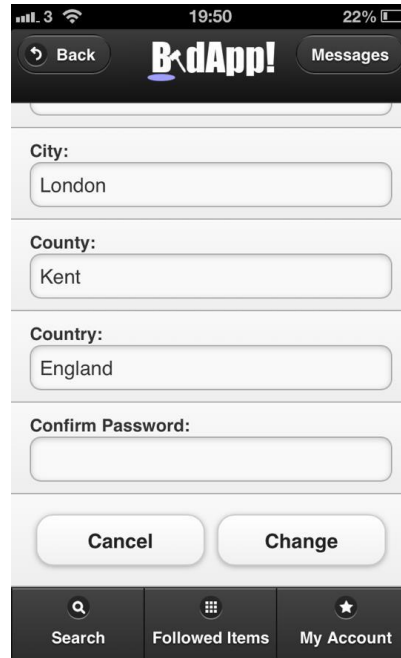 3 19:50 22%
Back BidApp! Messages
City:
London
County:
Kent
Country:
England
Confirm Password:
Cancel Change
Search Followed Items My Account